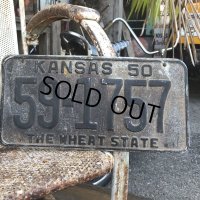 KANSAS 50
59-1757
SOLD OUT
THE WHEAT STATE